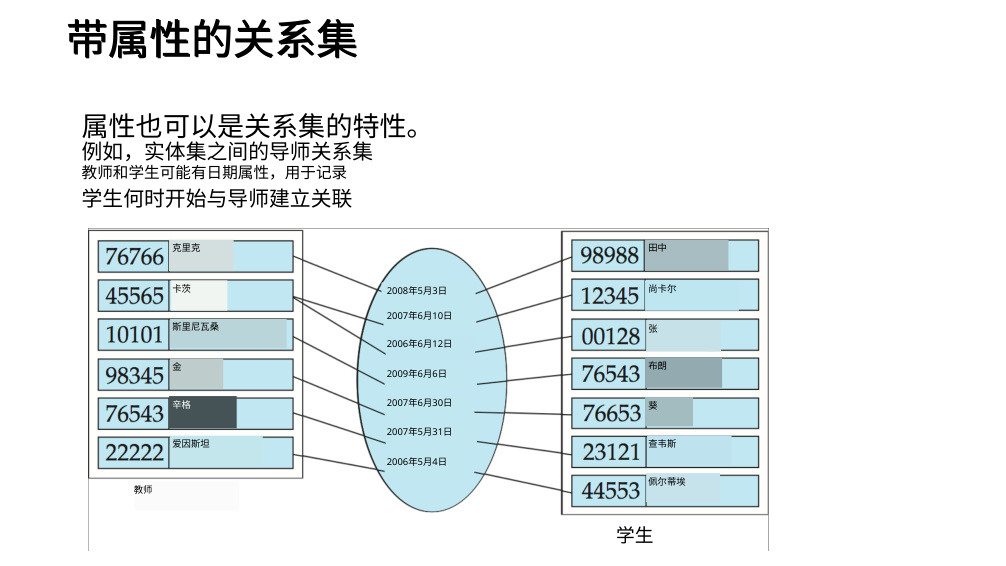 带属性的关系集
属性也可以是关系集的特性。
例如，实体集之间的导师关系集
教师和学生可能有日期属性，用于记录
学生何时开始与导师建立关联
76766 克里克
45565 卡茨
10101 斯里尼瓦桑
98345 金
76543 辛格
22222 爱因斯坦
教师
2008年5月3日
2007年6月10日
2006年6月12日
2009年6月6日
2007年6月30日
2007年5月31日
2006年5月4日
98988 田中
12345 尚卡尔
00128 张
76543 布朗
76653 葵
23121 查韦斯
44553 佩尔蒂埃
学生